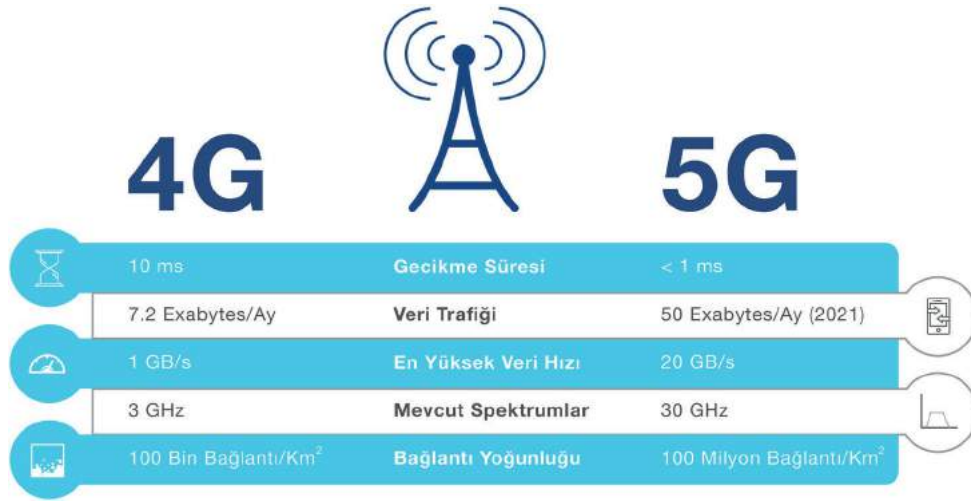 4G 5G
10 ms Gecikme Süresi < 1 ms
7.2 Exabytes/Ay Veri Trafiği 50 Exabytes/Ay (2021)
1 GB/s En Yüksek Veri Hızı 20 GB/s
3 GHz Mevcut Spektrumlar 30 GHz
100 Bin Bağlantı/Km² Bağlantı Yoğunluğu 100 Milyon Bağlantı/Km²